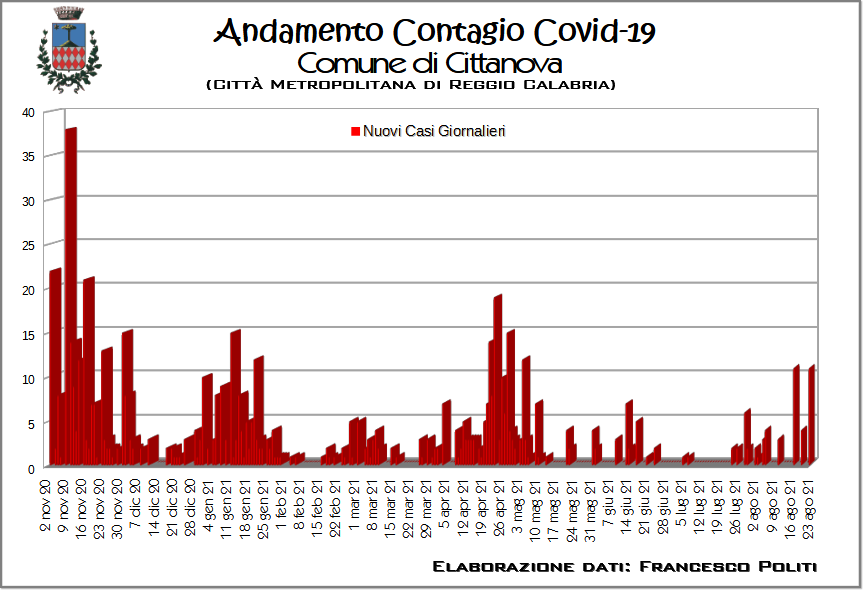 Andamento Contagio Covid-19
Comune di Cittanova
(Città Metropolitana di Reggio Calabria)
Nuovi Casi Giornalieri
40
35
30
25
20
15
10
5
0
2 nov 20
9 nov 20
16 nov 20
23 nov 20
30 nov 20
7 dic 20
14 dic 20
21 dic 20
28 dic 20
4 gen 21
11 gen 21
18 gen 21
25 gen 21
1 feb 21
8 feb 21
15 feb 21
22 feb 21
1 mar 21
8 mar 21
15 mar 21
22 mar 21
29 mar 21
5 apr 21
12 apr 21
19 apr 21
26 apr 21
3 mag 21
10 mag 21
17 mag 21
24 mag 21
31 mag 21
7 giu 21
14 giu 21
21 giu 21
28 giu 21
5 lug 21
12 lug 21
19 lug 21
26 lug 21
2 ago 21
9 ago 21
16 ago 21
23 ago 21
Elaborazione dati: Francesco Politi